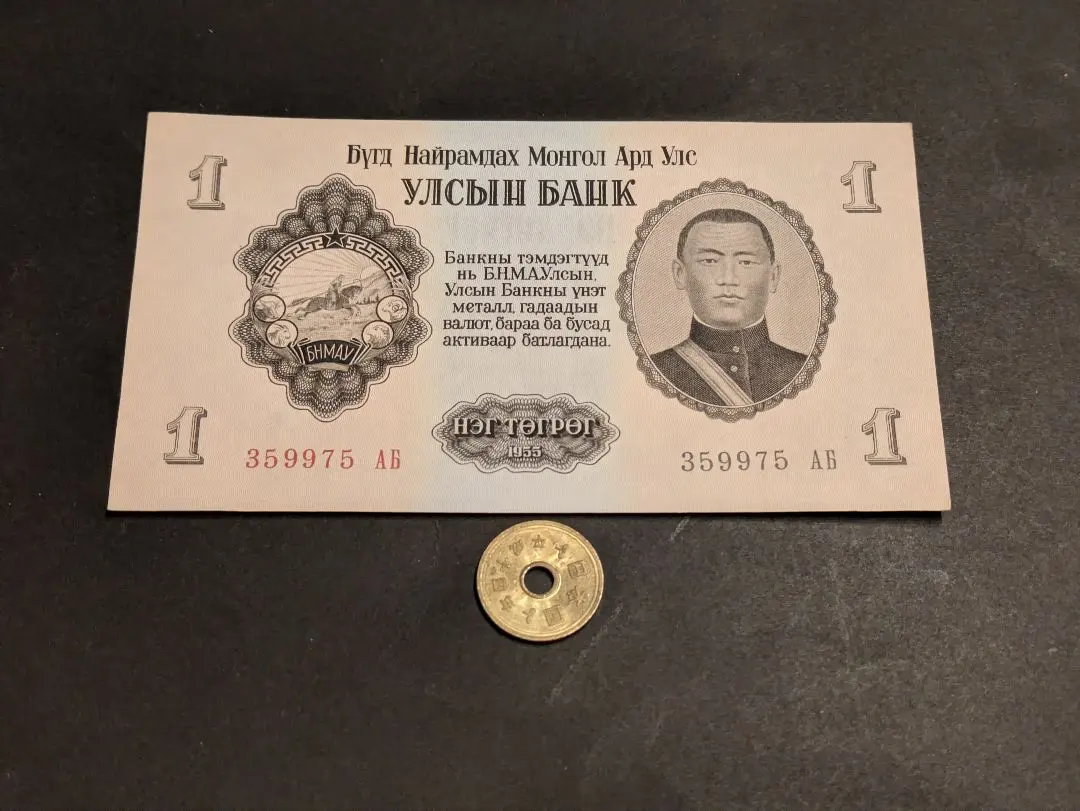 1
1
Бүгд Найрамдах Монгол Ард Улс
УЛСЫН БАНК
Банкны тэмдэгтүүд
нь Б.Н.М.А.Улсын,
Улсын Банкны үнэт
металл, гадаадын
валют, бараа ба бусад
активаар батлагдана.
БНМАУ
1
НЭГ ТӨГРӨГ
1955
1
359975 АБ
359975 АБ